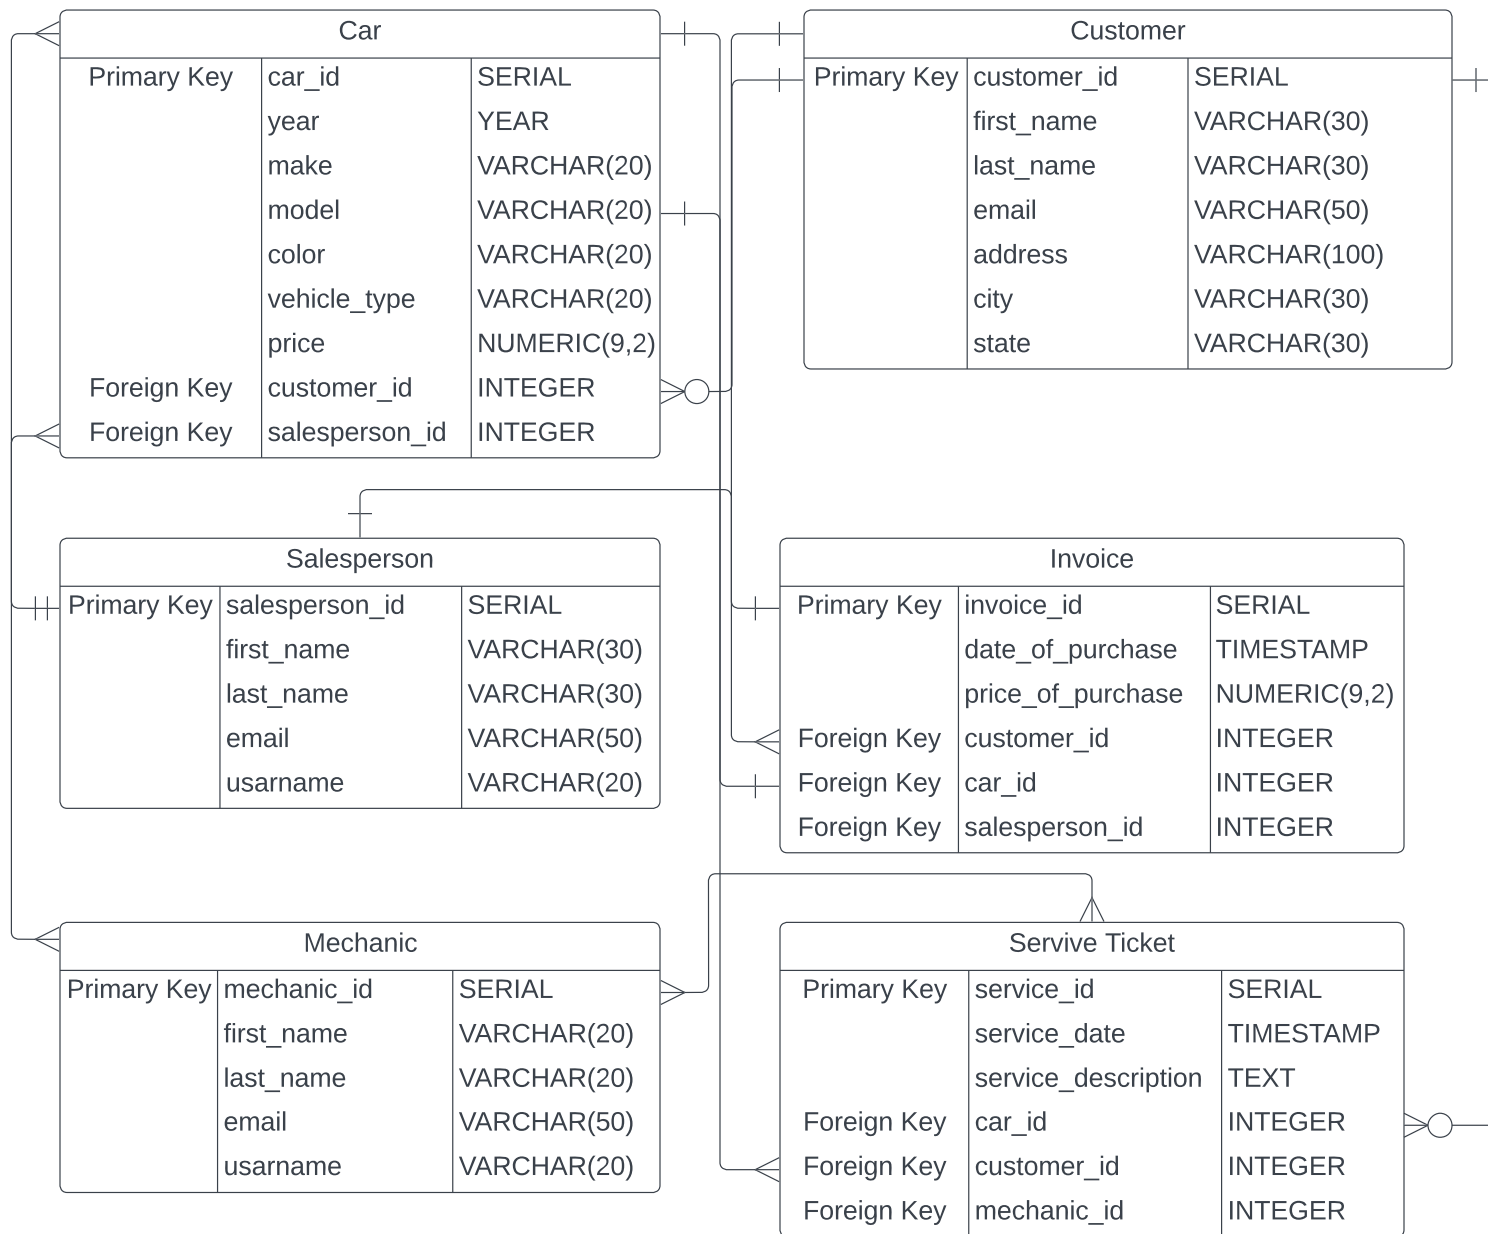 Car
Primary Key car_id SERIAL
year YEAR
make VARCHAR(20)
model VARCHAR(20)
color VARCHAR(20)
vehicle_type VARCHAR(20)
price NUMERIC(9,2)
Foreign Key customer_id INTEGER
Foreign Key salesperson_id INTEGER
Customer
Primary Key customer_id SERIAL
first_name VARCHAR(30)
last_name VARCHAR(30)
email VARCHAR(50)
address VARCHAR(100)
city VARCHAR(30)
state VARCHAR(30)
Salesperson
Primary Key salesperson_id SERIAL
first_name VARCHAR(30)
last_name VARCHAR(30)
email VARCHAR(50)
usarname VARCHAR(20)
Invoice
Primary Key invoice_id SERIAL
date_of_purchase TIMESTAMP
price_of_purchase NUMERIC(9,2)
Foreign Key customer_id INTEGER
Foreign Key car_id INTEGER
Foreign Key salesperson_id INTEGER
Mechanic
Primary Key mechanic_id SERIAL
first_name VARCHAR(20)
last_name VARCHAR(20)
email VARCHAR(50)
usarname VARCHAR(20)
Servive Ticket
Primary Key service_id SERIAL
service_date TIMESTAMP
service_description TEXT
Foreign Key car_id INTEGER
Foreign Key customer_id INTEGER
Foreign Key mechanic_id INTEGER